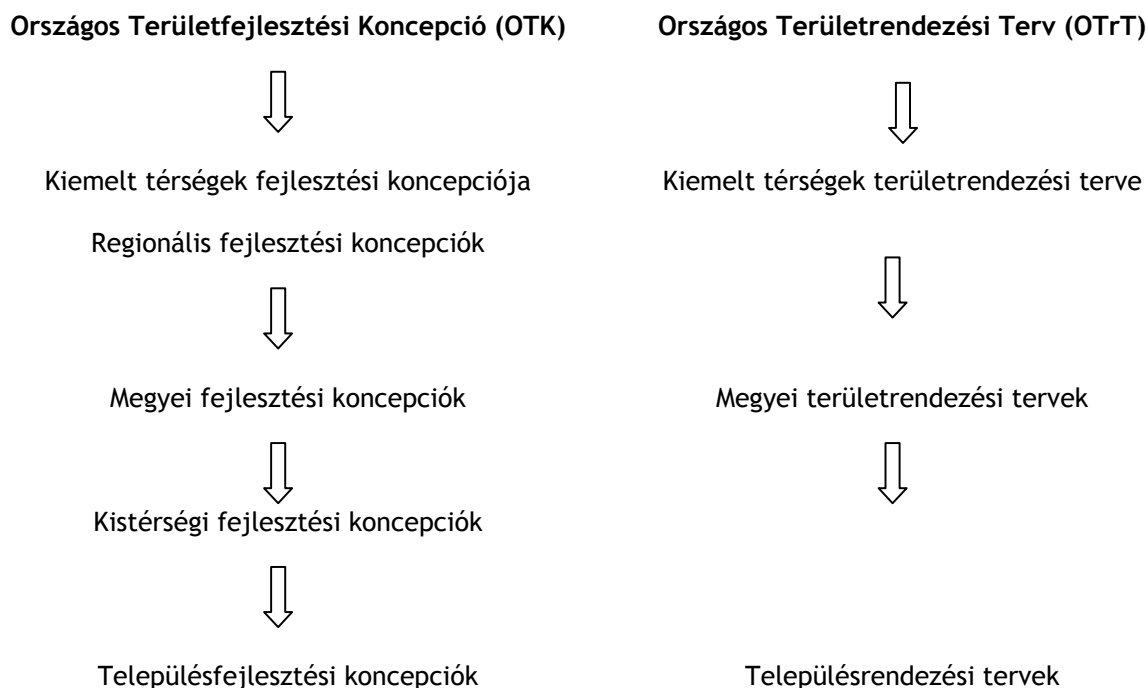 Országos Területfejlesztési Koncepció (OTK)
Országos Területrendezési Terv (OTrT)
Kiemelt térségek fejlesztési koncepciója
Kiemelt térségek területrendezési terve
Regionális fejlesztési koncepciók
Megyei fejlesztési koncepciók
Megyei területrendezési tervek
Kistérségi fejlesztési koncepciók
Településfejlesztési koncepciók
Településrendezési tervek